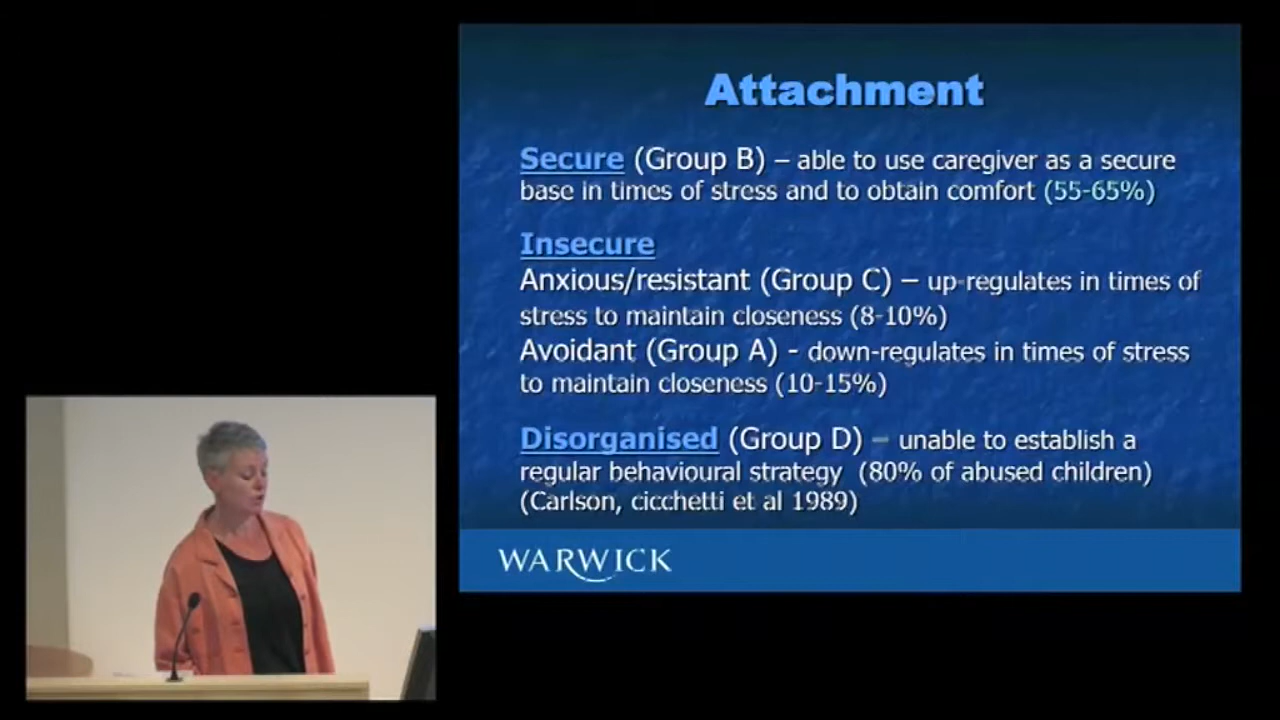 Attachment
Secure (Group B) – able to use caregiver as a secure
base in times of stress and to obtain comfort (55-65%)
Insecure
Anxious/resistant (Group C) – up-regulates in times of
stress to maintain closeness (8-10%)
Avoidant (Group A) - down-regulates in times of stress
to maintain closeness (10-15%)
Disorganised (Group D) – unable to establish a
regular behavioural strategy (80% of abused children)
(Carlson, cicchetti et al 1989)
WARWICK